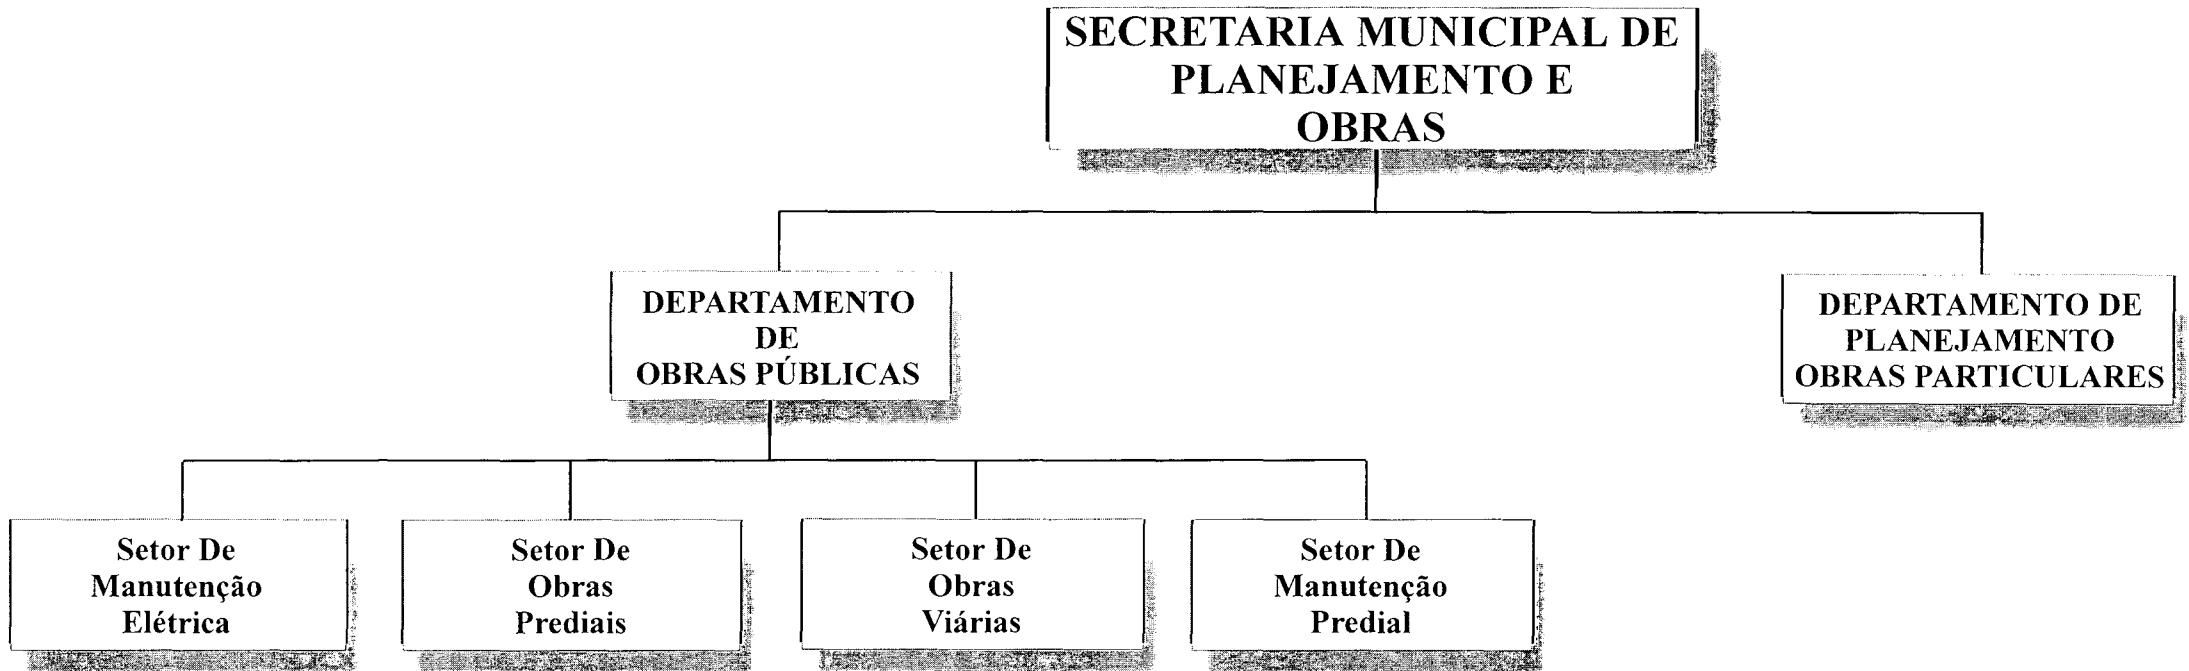 SECRETARIA MUNICIPAL DE
PLANEJAMENTO E
OBRAS
DEPARTAMENTO
DE
OBRAS PÚBLICAS
DEPARTAMENTO DE
PLANEJAMENTO
OBRAS PARTICULARES
Setor De
Manutenção
Elétrica
Setor De
Obras
Prediais
Setor De
Obras
Viárias
Setor De
Manutenção
Predial